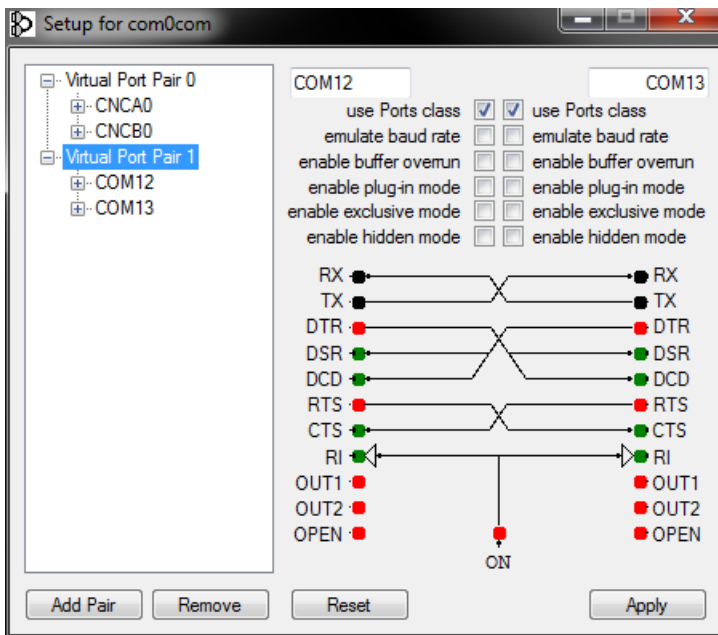 Setup for com0com
Virtual Port Pair 0
CNCA0
CNCB0
Virtual Port Pair 1
COM12
COM13
COM12 COM13
use Ports class use Ports class
emulate baud rate emulate baud rate
enable buffer overrun enable buffer overrun
enable plug-in mode enable plug-in mode
enable exclusive mode enable exclusive mode
enable hidden mode enable hidden mode
RX RX
TX TX
DTR DTR
DSR DSR
DCD DCD
RTS RTS
CTS CTS
RI RI
OUT1 OUT1
OUT2 OUT2
OPEN OPEN
ON
Add Pair Remove Reset Apply